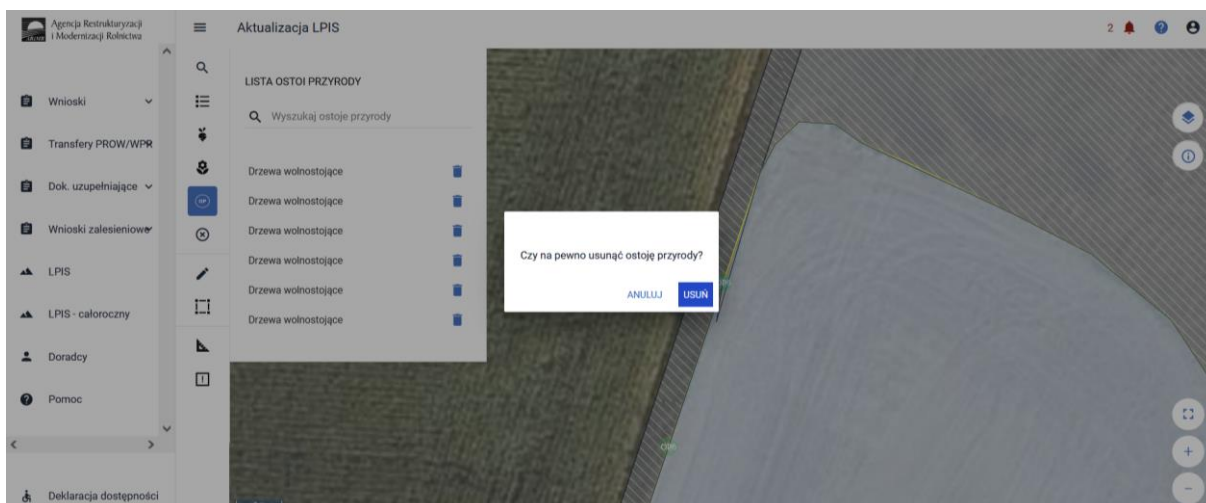 Agencja Restrukturyzacji
i Modernizacji Rolnictwa
Aktualizacja LPIS
2
Wnioski
Transfery PROW/WPR
Dok. uzupełniające
Wnioski zalesieniowe
LPIS
LPIS - całoroczny
Doradcy
Pomoc
Deklaracja dostępności
LISTA OSTOI PRZYRODY
Wyszukaj ostoje przyrody
Drzewa wolnostojące
Drzewa wolnostojące
Drzewa wolnostojące
Drzewa wolnostojące
Drzewa wolnostojące
Drzewa wolnostojące
Czy na pewno usunąć ostoję przyrody?
ANULUJ USUŃ